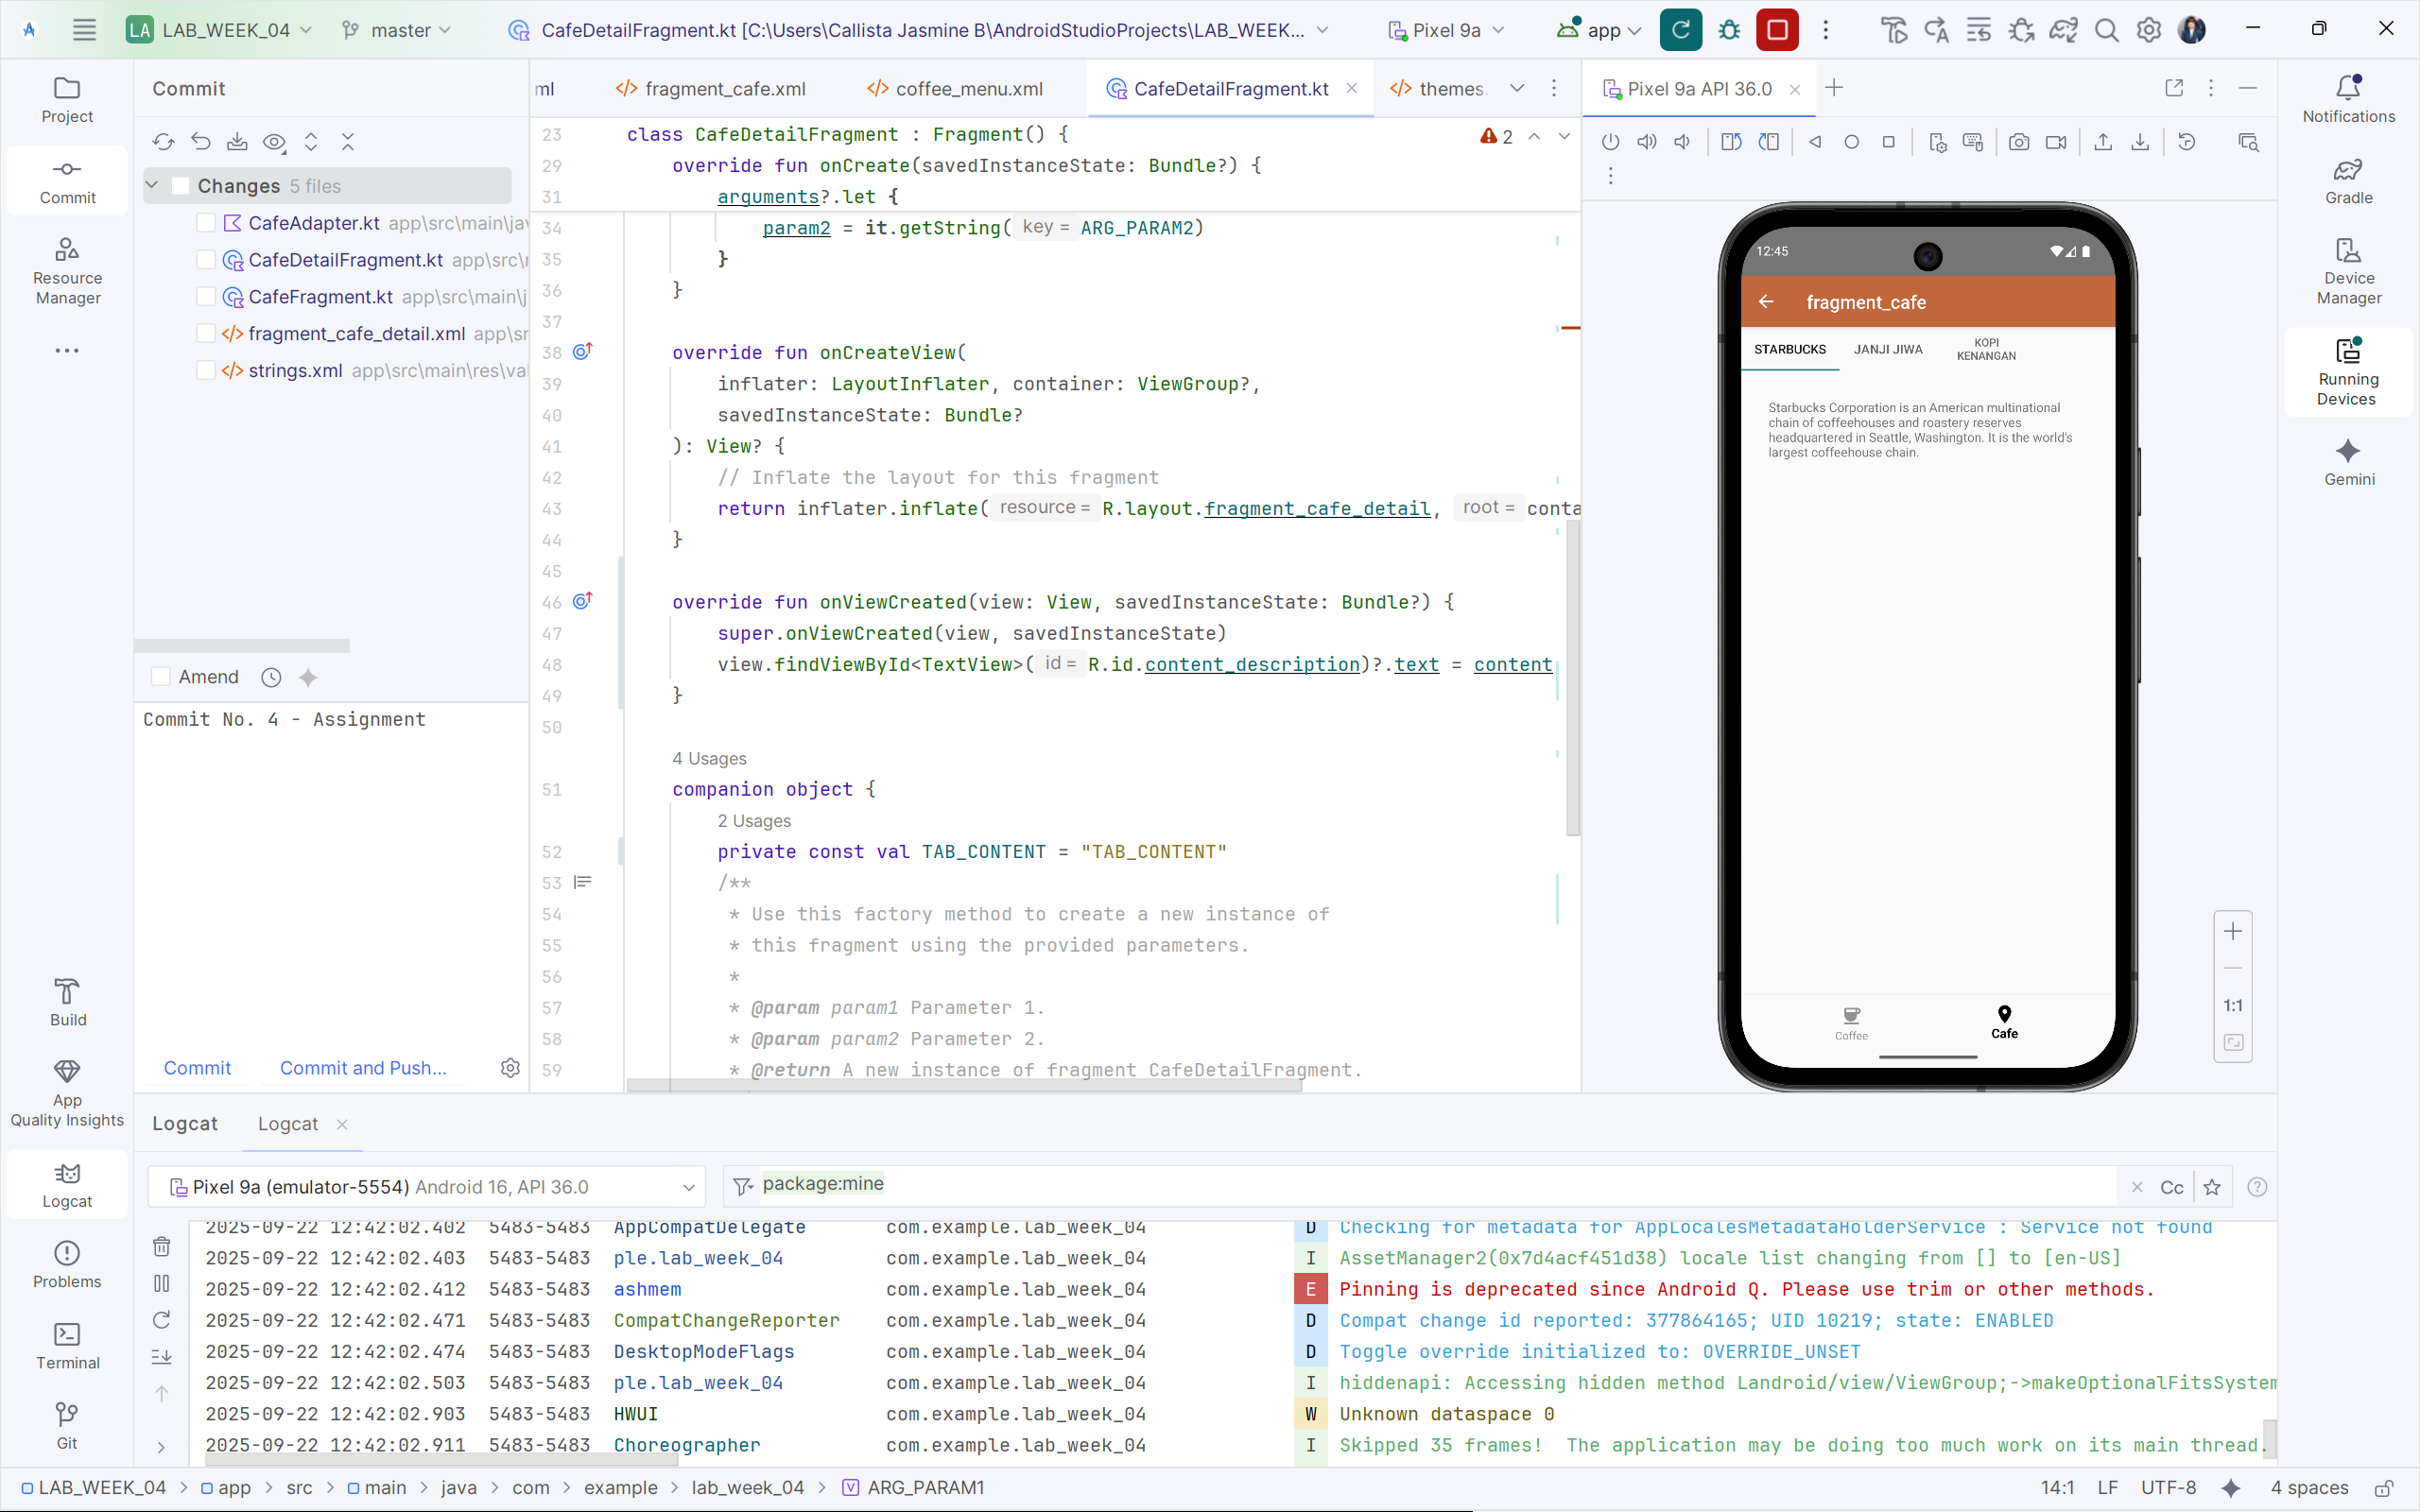 LA LAB_WEEK_04
master
CafeDetailFragment.kt [C:\Users\Callista Jasmine B\AndroidStudioProjects\LAB_WEEK...
Pixel 9a
app
Project
Commit
Resource
Manager
Build
App
Quality Insights
Logcat
Problems
Terminal
Git
Commit
Changes 5 files
CafeAdapter.kt app\src\main\jav
CafeDetailFragment.kt app\src\r
CafeFragment.kt app\src\main\j
fragment_cafe_detail.xml app\sr
strings.xml app\src\main\res\va
Amend
Commit No. 4 - Assignment
Commit
Commit and Push...
ml
fragment_cafe.xml
coffee_menu.xml
CafeDetailFragment.kt
themes.
2
23 class CafeDetailFragment : Fragment() {
29 override fun onCreate(savedInstanceState: Bundle?) {
31 arguments?.let {
34 param2 = it.getString( key = ARG_PARAM2)
35 }
36 }
37
38 override fun onCreateView(
39 inflater: LayoutInflater, container: ViewGroup?,
40 savedInstanceState: Bundle?
41 ): View? {
42 // Inflate the layout for this fragment
43 return inflater.inflate( resource = R.layout.fragment_cafe_detail, root = conta
44 }
45
46 override fun onViewCreated(view: View, savedInstanceState: Bundle?) {
47 super.onViewCreated(view, savedInstanceState)
48 view.findViewById<TextView>( id = R.id.content_description)?.text = content
49 }
50
4 Usages
51 companion object {
2 Usages
52 private const val TAB_CONTENT = "TAB_CONTENT"
53 /**
54 * Use this factory method to create a new instance of
55 * this fragment using the provided parameters.
56 *
57 * @param param1 Parameter 1.
58 * @param param2 Parameter 2.
59 * @return A new instance of fragment CafeDetailFragment.
Pixel 9a API 36.0
12:45
fragment_cafe
STARBUCKS
JANJI JIWA
KOPI
KENANGAN
Starbucks Corporation is an American multinational
chain of coffeehouses and roastery reserves
headquartered in Seattle, Washington. It is the world's
largest coffeehouse chain.
Coffee
Cafe
1:1
Notifications
Gradle
Device
Manager
Running
Devices
Gemini
Logcat
Logcat
Pixel 9a (emulator-5554) Android 16, API 36.0
package:mine
Cc
2025-09-22 12:42:02.402 5483-5483 AppCompatDelegate com.example.lab_week_04 D Checking for metadata for AppLocalesMetadataHolderService : Service not found
2025-09-22 12:42:02.403 5483-5483 ple.lab_week_04 com.example.lab_week_04 I AssetManager2(0x7d4acf451d38) locale list changing from [] to [en-US]
2025-09-22 12:42:02.412 5483-5483 ashmem com.example.lab_week_04 E Pinning is deprecated since Android Q. Please use trim or other methods.
2025-09-22 12:42:02.471 5483-5483 CompatChangeReporter com.example.lab_week_04 D Compat change id reported: 377864165; UID 10219; state: ENABLED
2025-09-22 12:42:02.474 5483-5483 DesktopModeFlags com.example.lab_week_04 D Toggle override initialized to: OVERRIDE_UNSET
2025-09-22 12:42:02.503 5483-5483 ple.lab_week_04 com.example.lab_week_04 I hiddenapi: Accessing hidden method Landroid/view/ViewGroup;->makeOptionalFitsSystem
2025-09-22 12:42:02.903 5483-5483 HWUI com.example.lab_week_04 W Unknown dataspace 0
2025-09-22 12:42:02.911 5483-5483 Choreographer com.example.lab_week_04 I Skipped 35 frames! The application may be doing too much work on its main thread.
LAB_WEEK_04 > app > src > main > java > com > example > lab_week_04 > ARG_PARAM1
14:1
LF
UTF-8
4 spaces